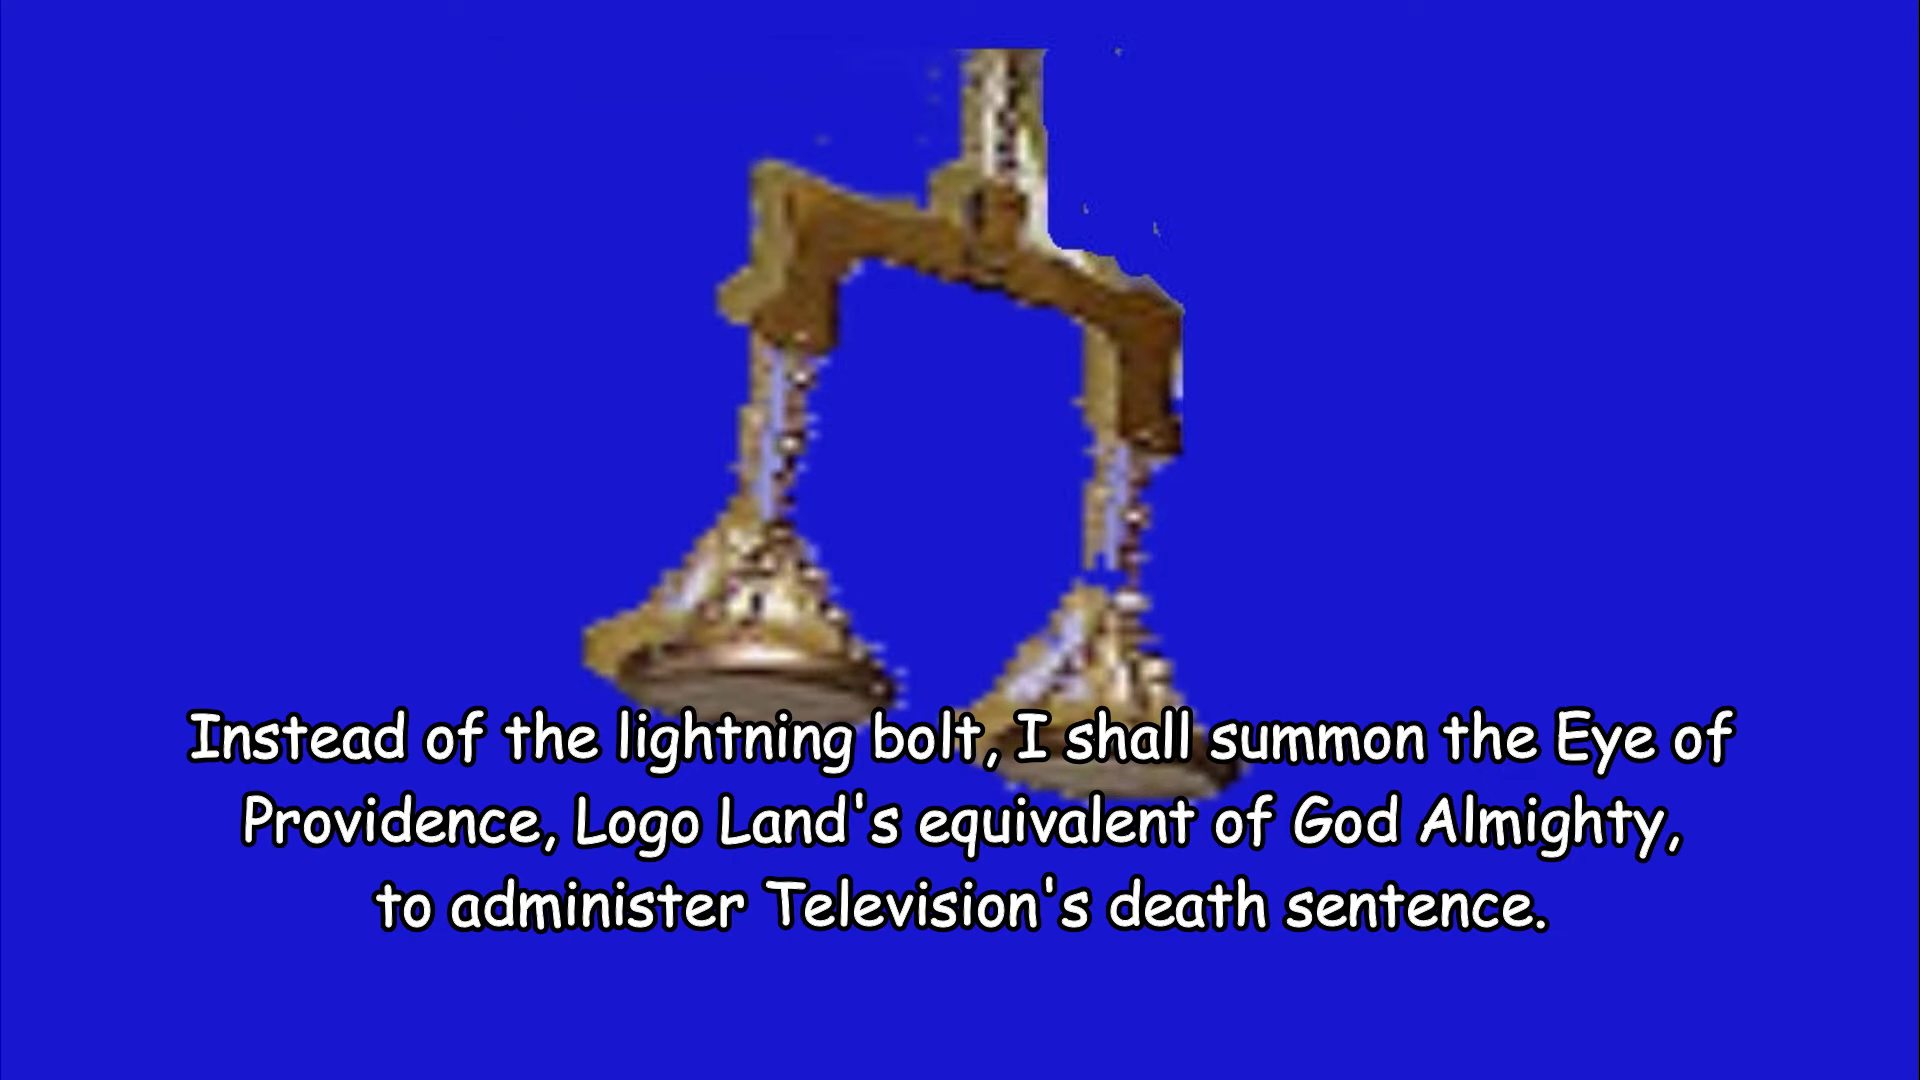 Instead of the lightning bolt, I shall summon the Eye of
Providence, Logo Land's equivalent of God Almighty,
to administer Television's death sentence.